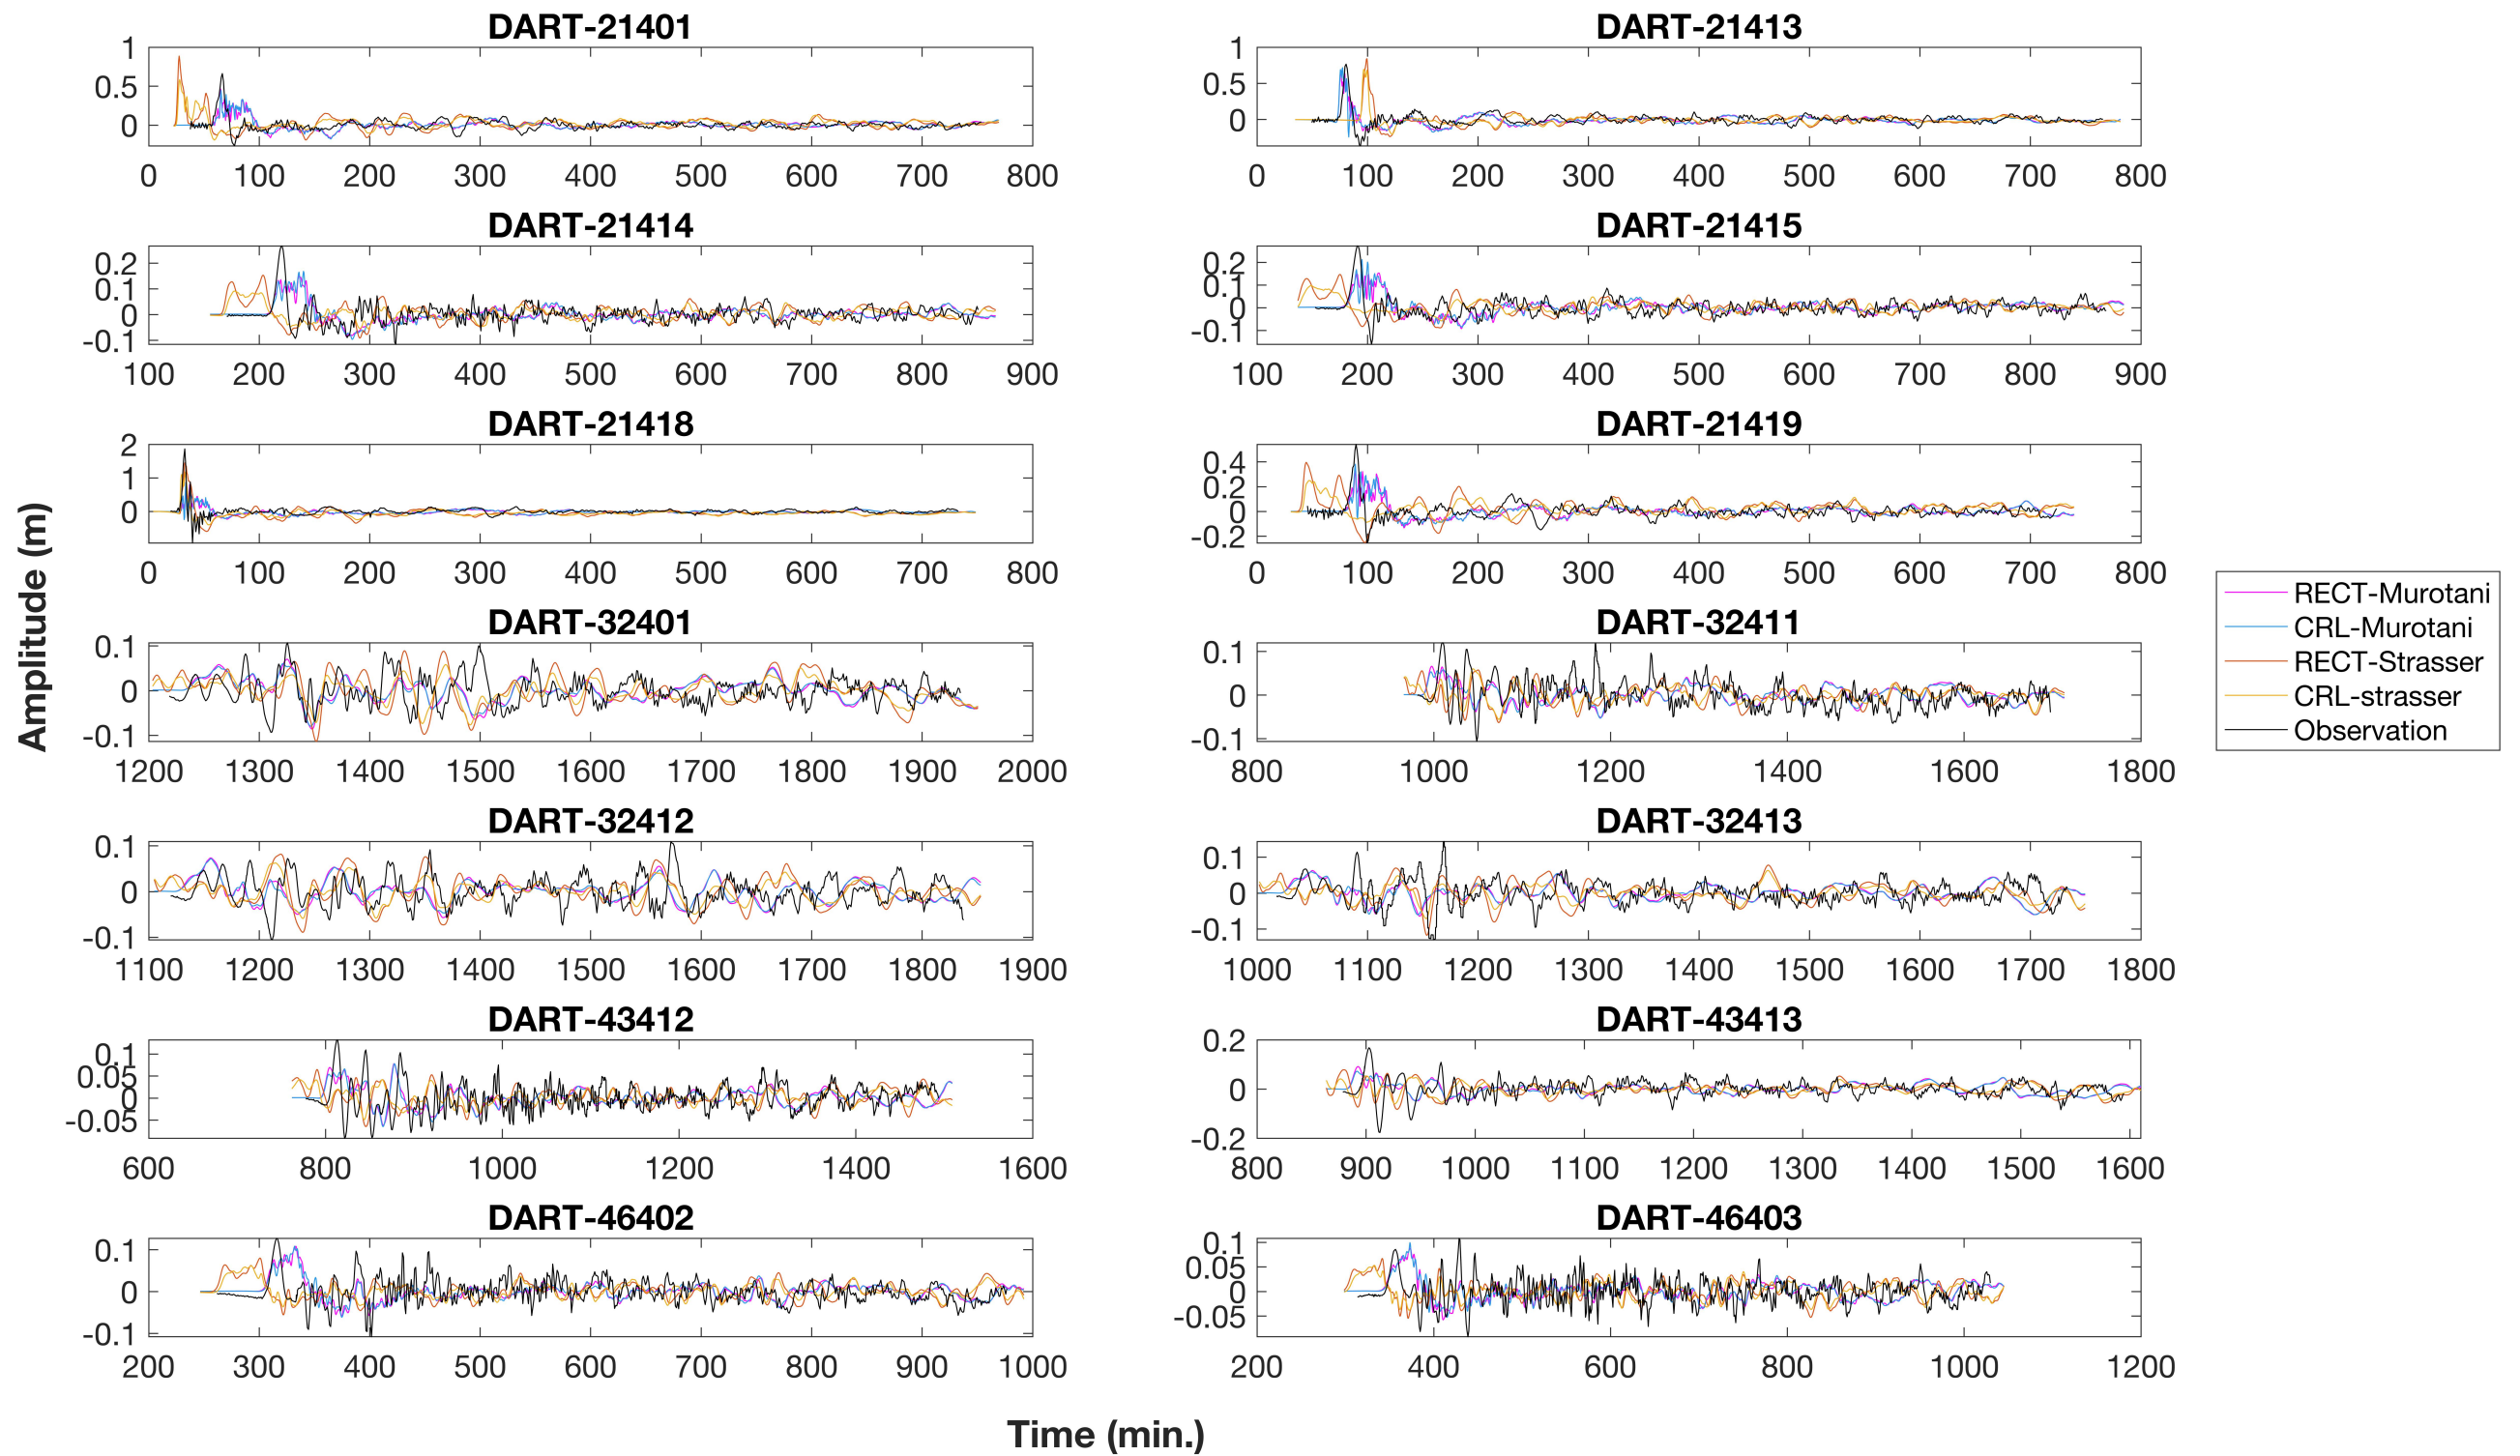 DART-21401
1
0.5
0
0 100 200 300 400 500 600 700 800
DART-21413
1
0.5
0
0 100 200 300 400 500 600 700 800
DART-21414
0.2
0.1
0
-0.1
100 200 300 400 500 600 700 800 900
DART-21415
0.2
0.1
0
-0.1
100 200 300 400 500 600 700 800 900
DART-21418
2
1
0
0 100 200 300 400 500 600 700 800
DART-21419
0.4
0.2
0
-0.2
0 100 200 300 400 500 600 700 800
DART-32401
0.1
0
-0.1
1200 1300 1400 1500 1600 1700 1800 1900 2000
DART-32411
0.1
0
-0.1
800 1000 1200 1400 1600 1800
DART-32412
0.1
0
-0.1
1100 1200 1300 1400 1500 1600 1700 1800 1900
DART-32413
0.1
0
-0.1
1000 1100 1200 1300 1400 1500 1600 1700 1800
DART-43412
0.1
0.05
0
-0.05
600 800 1000 1200 1400 1600
DART-43413
0.2
0
-0.2
800 900 1000 1100 1200 1300 1400 1500 1600
DART-46402
0.1
0
-0.1
200 300 400 500 600 700 800 900 1000
DART-46403
0.1
0.05
0
-0.05
200 400 600 800 1000 1200
Amplitude (m)
Time (min.)
RECT-Murotani
CRL-Murotani
RECT-Strasser
CRL-strasser
Observation